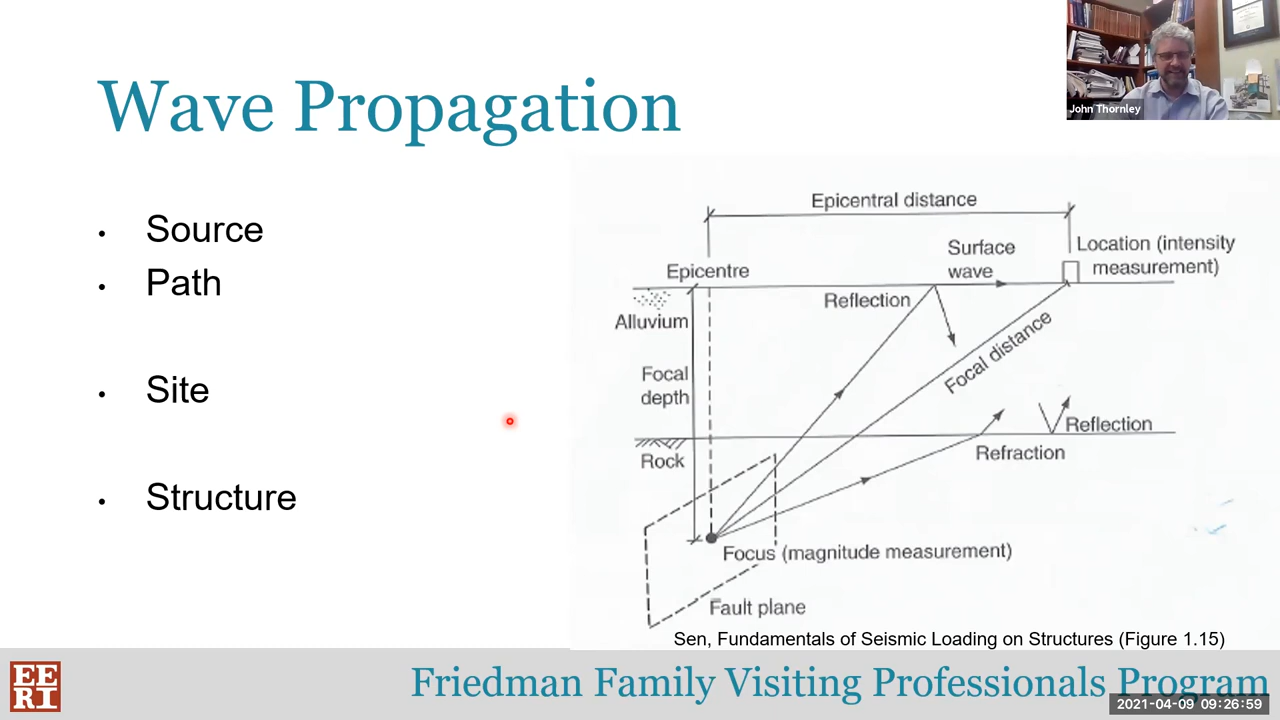 John Thornley
Wave Propagation
• Source
• Path
• Site
• Structure
Epicentral distance
Epicentre
Surface
wave
Location (intensity
measurement)
Reflection
Alluvium
Focal distance
Focal
depth
Reflection
Refraction
Rock
Focus (magnitude measurement)
Fault plane
Sen, Fundamentals of Seismic Loading on Structures (Figure 1.15)
EE
RI
Friedman Family Visiting Professionals Program
2021-04-09 09:26:59